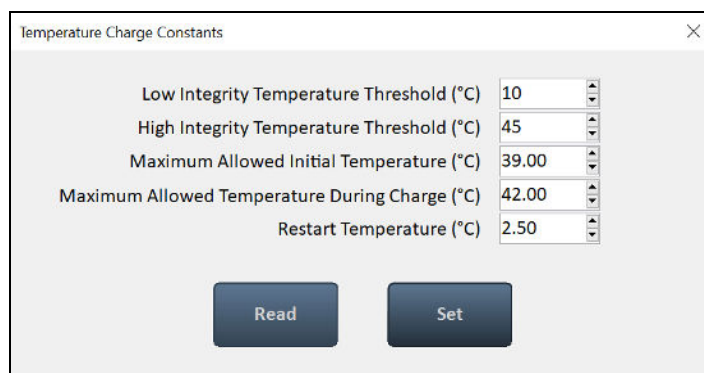 Temperature Charge Constants
Low Integrity Temperature Threshold (°C) 10
High Integrity Temperature Threshold (°C) 45
Maximum Allowed Initial Temperature (°C) 39.00
Maximum Allowed Temperature During Charge (°C) 42.00
Restart Temperature (°C) 2.50
Read Set